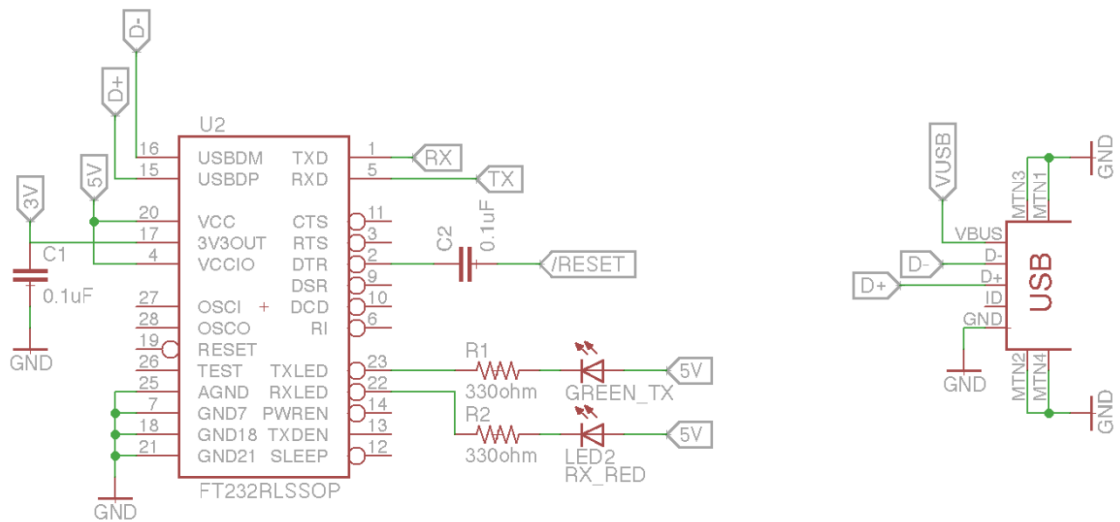 D-
D+
5V
3V
C1
0.1uF
GND
U2
16 USBDM TXD 1 RX
15 USBDP RXD 5 TX
20 VCC CTS 11
17 3V3OUT RTS 3
4 VCCIO DTR 2
C2
0.1uF
/RESET
DSR 9
27 OSCI DCD 10
28 OSCO RI 6
19 RESET
26 TEST TXLED 23
25 AGND RXLED 22
7 GND7 PWREN 14
18 GND18 TXDEN 13
21 GND21 SLEEP 12
FT232RLSSOP
GND
R1
330ohm
GREEN_TX
5V
R2
330ohm
LED2
RX_RED
5V
VUSB
MTN3
MTN1
GND
VBUS
D- D-
D+ D+
ID
GND
USB
GND
MTN2
MTN4
GND